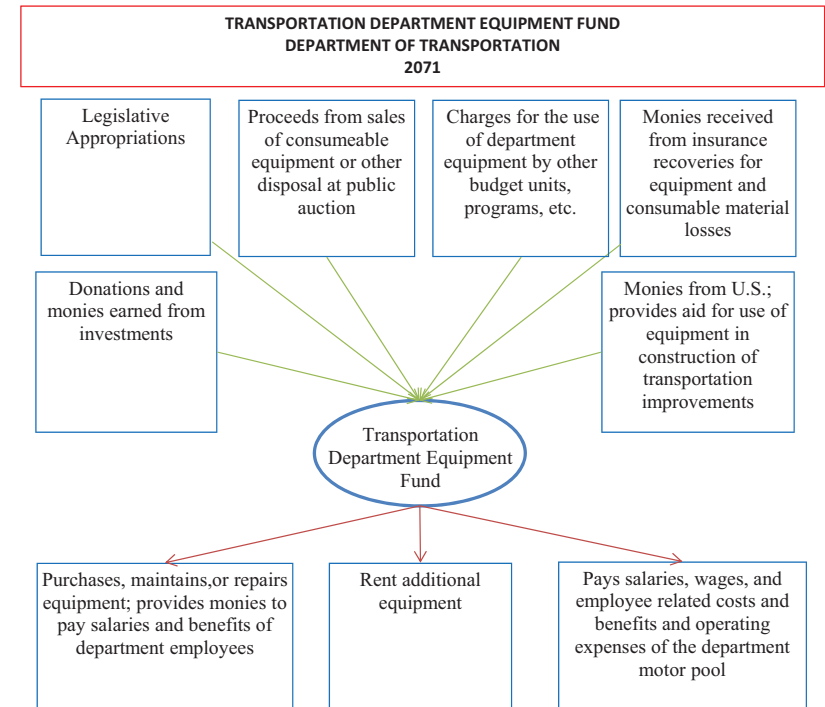 TRANSPORTATION DEPARTMENT EQUIPMENT FUND
DEPARTMENT OF TRANSPORTATION
2071
Legislative
Appropriations
Proceeds from sales
of consumeable
equipment or other
disposal at public
auction
Charges for the use
of department
equipment by other
budget units,
programs, etc.
Monies received
from insurance
recoveries for
equipment and
consumable material
losses
Donations and
monies earned from
investments
Monies from U.S.;
provides aid for use of
equipment in
construction of
transportation
improvements
Transportation
Department Equipment
Fund
Purchases, maintains,or repairs
equipment; provides monies to
pay salaries and benefits of
department employees
Rent additional
equipment
Pays salaries, wages, and
employee related costs and
benefits and operating
expenses of the department
motor pool